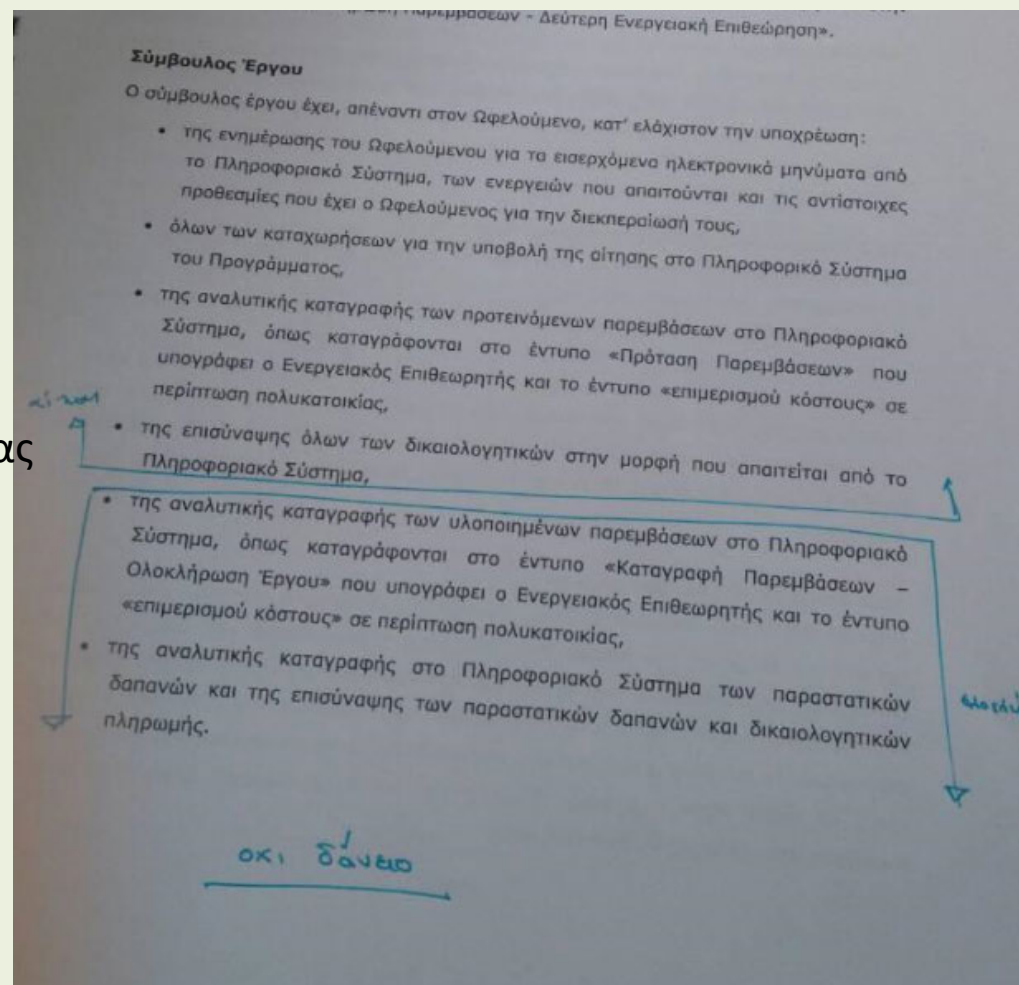 Παρεμβάσεων - Δεύτερη Ενεργειακή Επιθεώρηση».
Σύμβουλος Έργου
Ο σύμβουλος έργου έχει, απέναντι στον Ωφελούμενο, κατ' ελάχιστον την υποχρέωση:
• της ενημέρωσης του Ωφελούμενου για τα εισερχόμενα ηλεκτρονικά μηνύματα από
το Πληροφοριακό Σύστημα, των ενεργειών που απαιτούνται και τις αντίστοιχες
προθεσμίες που έχει ο Ωφελούμενος για την διεκπεραίωσή τους,
• όλων των καταχωρήσεων για την υποβολή της αίτησης στο Πληροφορικό Σύστημα
του Προγράμματος,
• της αναλυτικής καταγραφής των προτεινόμενων παρεμβάσεων στο Πληροφοριακό
Σύστημα, όπως καταγράφονται στο έντυπο «Πρόταση Παρεμβάσεων» που
υπογράφει ο Ενεργειακός Επιθεωρητής και το έντυπο «επιμερισμού κόστους» σε
περίπτωση πολυκατοικίας,
ας
• της επισύναψης όλων των δικαιολογητικών στην μορφή που απαιτείται από το
Πληροφοριακό Σύστημα,
• της αναλυτικής καταγραφής των υλοποιημένων παρεμβάσεων στο Πληροφοριακό
Σύστημα, όπως καταγράφονται στο έντυπο «Καταγραφή Παρεμβάσεων –
Ολοκλήρωση Έργου» που υπογράφει ο Ενεργειακός Επιθεωρητής και το έντυπο
«επιμερισμού κόστους» σε περίπτωση πολυκατοικίας,
• της αναλυτικής καταγραφής στο Πληροφοριακό Σύστημα των παραστατικών
δαπανών και της επισύναψης των παραστατικών δαπανών και δικαιολογητικών
πληρωμής.
οχι δάνειο